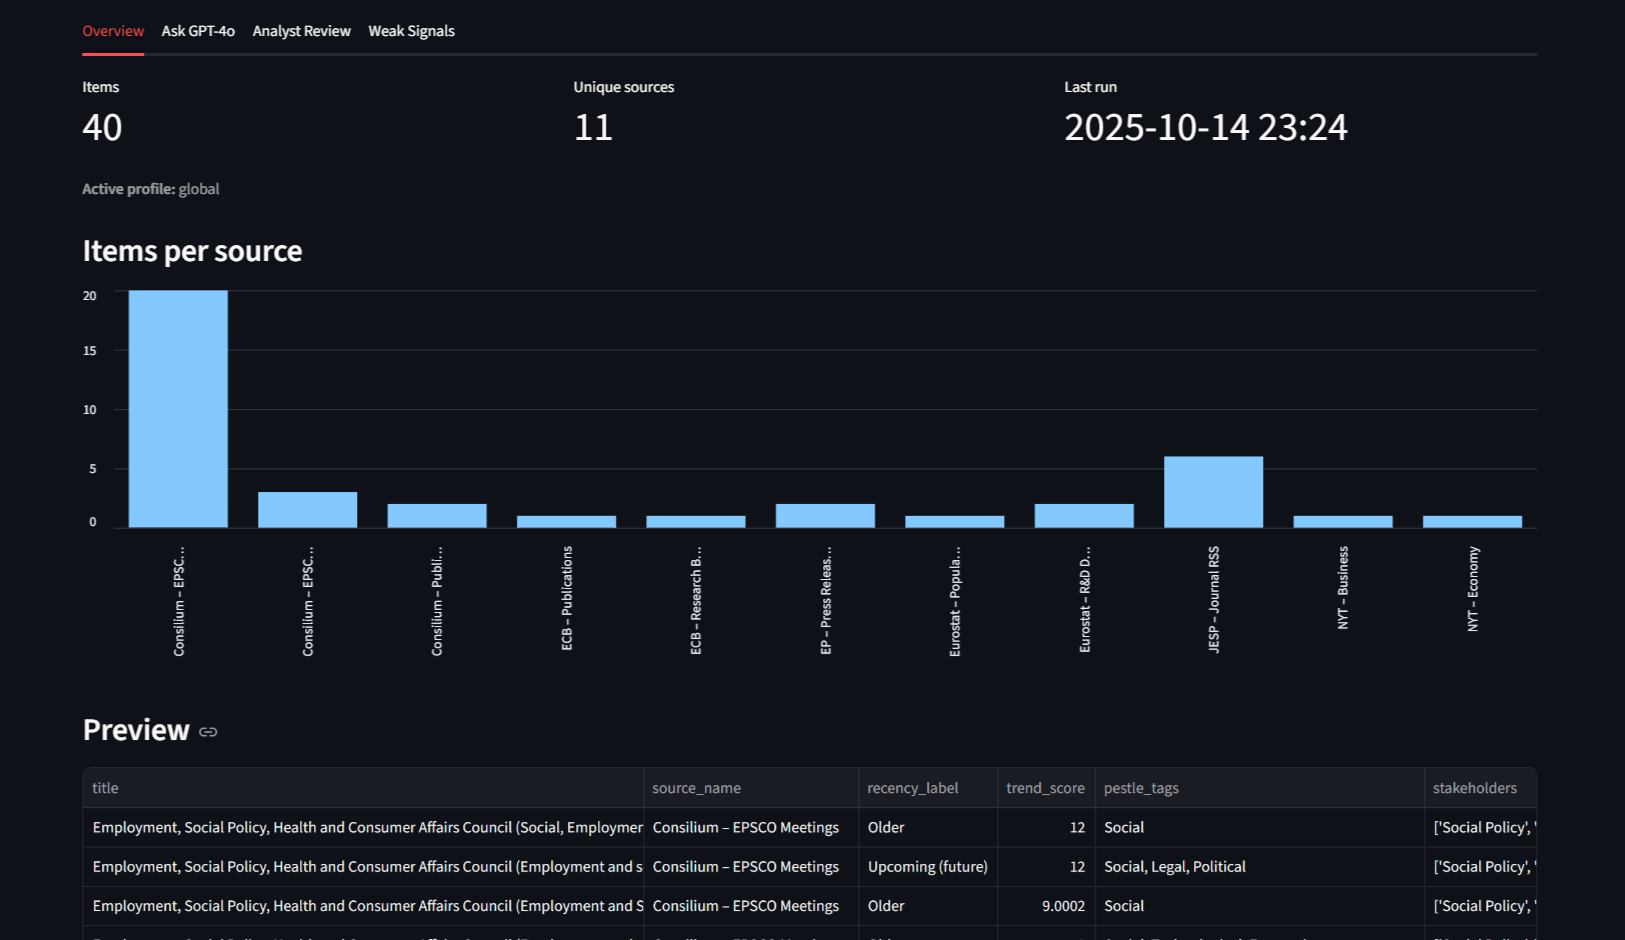 Overview Ask GPT-4o Analyst Review Weak Signals
Items Unique sources Last run
40 11 2025-10-14 23:24
Active profile: global
Items per source
20
15
10
5
0
Consilium – EPSC…
Consilium – EPSC…
Consilium – Publi…
ECB – Publications
ECB – Research B…
EP – Press Releas…
Eurostat – Popula…
Eurostat – R&D D…
JESP – Journal RSS
NYT – Business
NYT – Economy
Preview
title source_name recency_label trend_score pestle_tags stakeholders
Employment, Social Policy, Health and Consumer Affairs Council (Social, Employmer Consilium – EPSCO Meetings Older 12 Social ['Social Policy', '
Employment, Social Policy, Health and Consumer Affairs Council (Employment and s Consilium – EPSCO Meetings Upcoming (future) 12 Social, Legal, Political ['Social Policy', '
Employment, Social Policy, Health and Consumer Affairs Council (Employment and S Consilium – EPSCO Meetings Older 9.0002 Social ['Social Policy', '